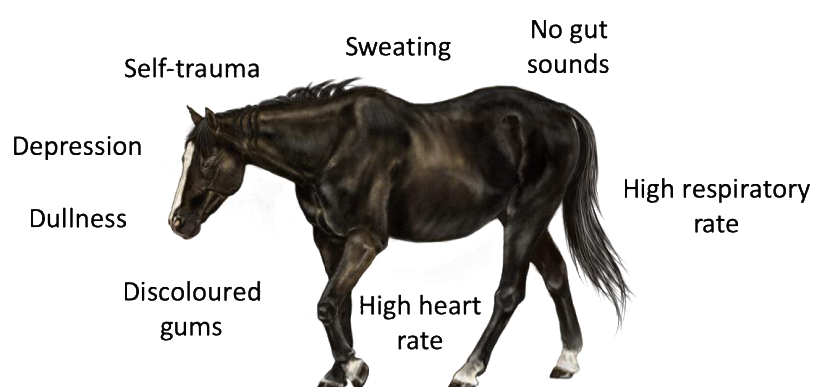 No gut
sounds
Sweating
Self-trauma
Depression
High respiratory
rate
Dullness
Discoloured
gums
High heart
rate